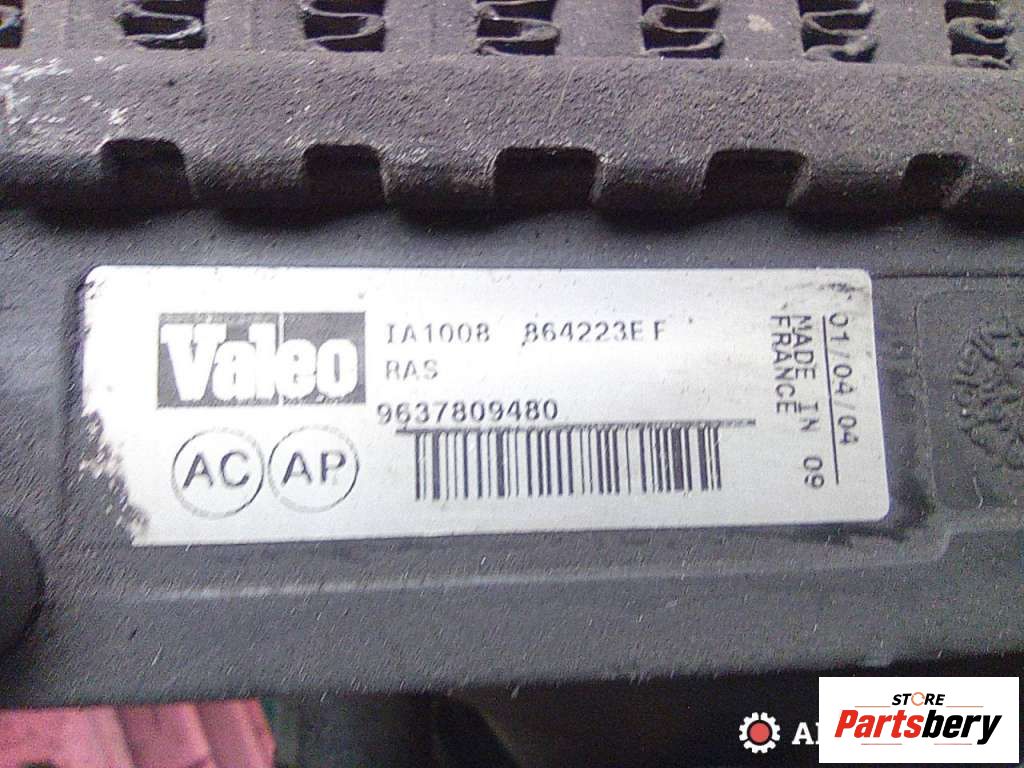 Valeo
IA1008 864223E F
RAS
9637809480
AC AP
01/04/04
MADE IN 09
FRANCE
STORE
Partsbery